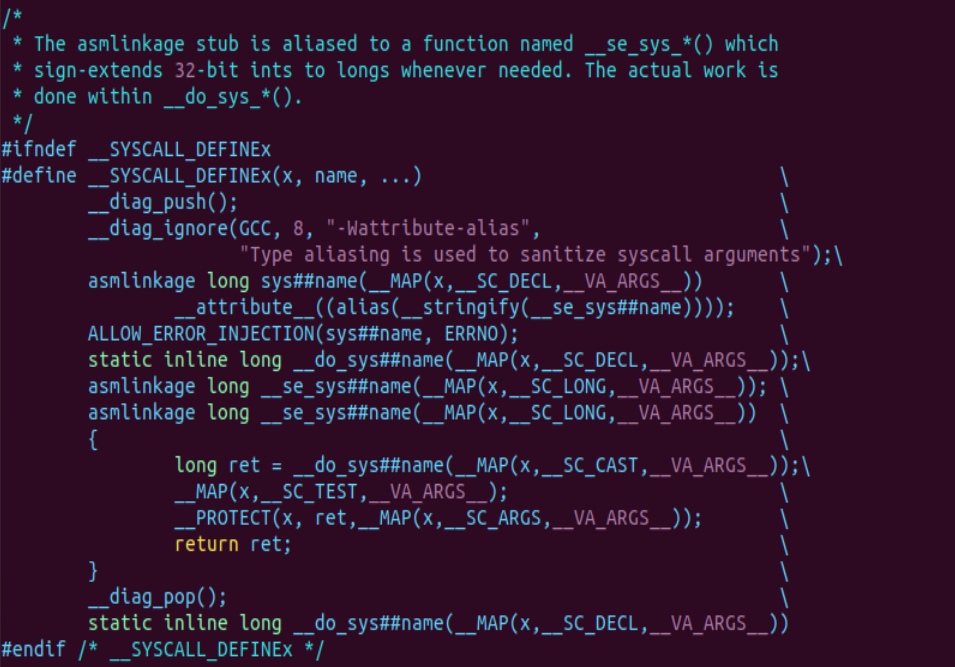 /*
 * The asmlinkage stub is aliased to a function named __se_sys_*() which
 * sign-extends 32-bit ints to longs whenever needed. The actual work is
 * done within __do_sys_*().
 */
#ifndef __SYSCALL_DEFINEx
#define __SYSCALL_DEFINEx(x, name, ...)                                 \
        __diag_push();                                                  \
        __diag_ignore(GCC, 8, "-Wattribute-alias",                      \
                      "Type aliasing is used to sanitize syscall arguments");\
        asmlinkage long sys##name(__MAP(x,__SC_DECL,__VA_ARGS__))       \
                __attribute__((alias(__stringify(__se_sys##name))));    \
        ALLOW_ERROR_INJECTION(sys##name, ERRNO);                        \
        static inline long __do_sys##name(__MAP(x,__SC_DECL,__VA_ARGS__));\
        asmlinkage long __se_sys##name(__MAP(x,__SC_LONG,__VA_ARGS__)); \
        asmlinkage long __se_sys##name(__MAP(x,__SC_LONG,__VA_ARGS__))  \
        {                                                               \
                long ret = __do_sys##name(__MAP(x,__SC_CAST,__VA_ARGS__));\
                __MAP(x,__SC_TEST,__VA_ARGS__);                         \
                __PROTECT(x, ret,__MAP(x,__SC_ARGS,__VA_ARGS__));       \
                return ret;                                             \
        }                                                               \
        __diag_pop();                                                   \
        static inline long __do_sys##name(__MAP(x,__SC_DECL,__VA_ARGS__))
#endif /* __SYSCALL_DEFINEx */